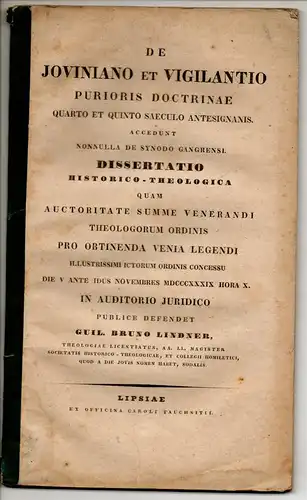 DE
JOVINIANO ET VIGILANTIO
PURIORIS DOCTRINAE
QUARTO ET QUINTO SAECULO ANTESIGNANIS.
ACCEDUNT
NONNULLA DE SYNODO GANGRENSI.
DISSERTATIO
HISTORICO-THEOLOGICA
QUAM
AUCTORITATE SUMME VENERANDI
THEOLOGORUM ORDINIS
PRO OBTINENDA VENIA LEGENDI
ILLUSTRISSIMI ICTORUM ORDINIS CONCESSU
DIE V ANTE IDUS NOVEMBRES MDCCCXXXIX HORA X.
IN AUDITORIO JURIDICO
PUBLICE DEFENDET
GUIL. BRUNO LINDNER,
THEOLOGIAE LICENTIATUS, AA. LL. MAGISTER
SOCIETATIS HISTORICO-THEOLOGICAE, ET COLLEGII HOMILETICI,
QUOD A DIE JOVIS NOMEN HABET, SODALIS.
LIPSIAE
EX OFFICINA CAROLI TAUCHNITII.